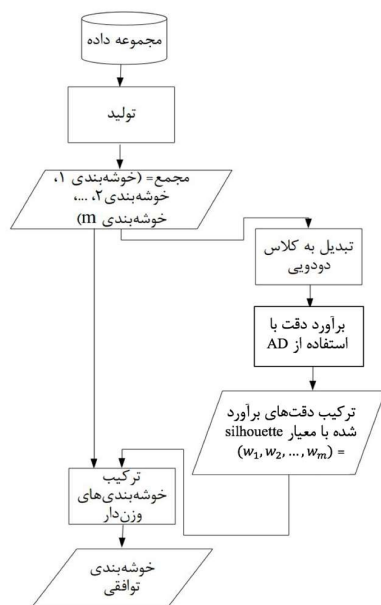 مجموعه داده
تولید
مجمع= (خوشه‌بندی ۱،
خوشه‌بندی۲، ...،
خوشه‌بندی m)
تبدیل به کلاس
دودویی
برآورد دقت با
استفاده از AD
ترکیب دقت‌های برآورد
شده با معیار silhouette
= (w₁, w₂, ..., wₘ)
ترکیب
خوشه‌بندی‌های
وزن‌دار
خوشه‌بندی
توافقی